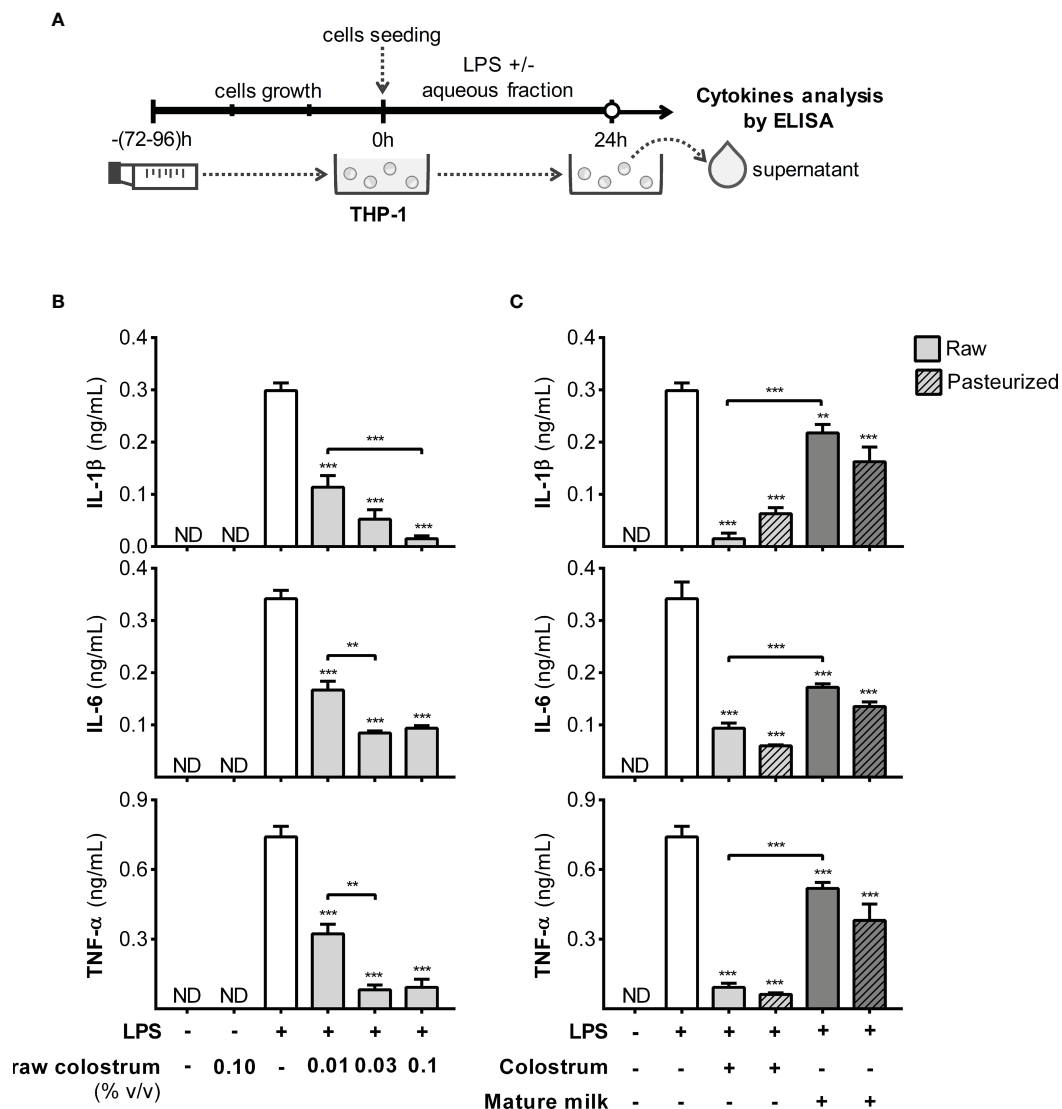 A
cells seeding
LPS +/-
cells growth aqueous fraction
Cytokines analysis
by ELISA
-(72-96)h 0h 24h
supernatant
THP-1
B
IL-1β (ng/mL)
0.4
0.3
0.2
0.1
0.0
ND ND
***
***
***
***
IL-6 (ng/mL)
0.4
0.3
0.2
0.1
ND ND
**
***
***
***
TNF-α (ng/mL)
0.9
0.6
0.3
ND ND
**
***
***
***
LPS - - + + + +
raw colostrum - 0.10 - 0.01 0.03 0.1
(% v/v)
C
Raw
Pasteurized
IL-1β (ng/mL)
0.4
0.3
0.2
0.1
ND
***
**
***
***
***
IL-6 (ng/mL)
0.4
0.3
0.2
0.1
ND
***
***
***
***
***
TNF-α (ng/mL)
0.9
0.6
0.3
ND
***
***
***
***
***
LPS - + + + + +
Colostrum - - + + - -
Mature milk - - - - + +